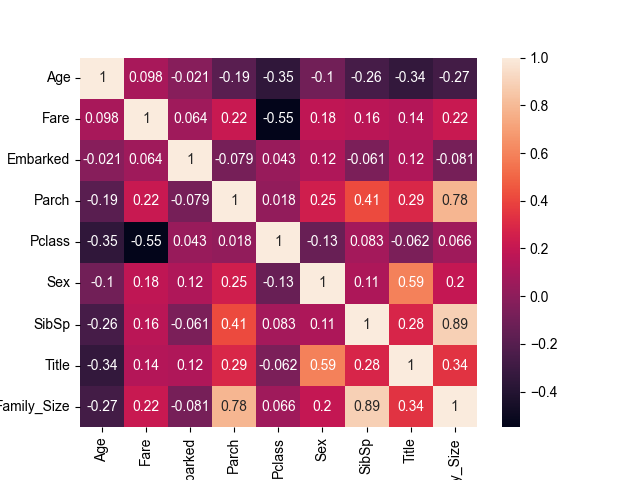 Age 1 0.098 -0.021 -0.19 -0.35 -0.1 -0.26 -0.34 -0.27
Fare 0.098 1 0.064 0.22 -0.55 0.18 0.16 0.14 0.22
Embarked -0.021 0.064 1 -0.079 0.043 0.12 -0.061 0.12 -0.081
Parch -0.19 0.22 -0.079 1 0.018 0.25 0.41 0.29 0.78
Pclass -0.35 -0.55 0.043 0.018 1 -0.13 0.083 -0.062 0.066
Sex -0.1 0.18 0.12 0.25 -0.13 1 0.11 0.59 0.2
SibSp -0.26 0.16 -0.061 0.41 0.083 0.11 1 0.28 0.89
Title -0.34 0.14 0.12 0.29 -0.062 0.59 0.28 1 0.34
Family_Size -0.27 0.22 -0.081 0.78 0.066 0.2 0.89 0.34 1
Age
Fare
barked
Parch
Pclass
Sex
SibSp
Title
y_Size
1.0
0.8
0.6
0.4
0.2
0.0
−0.2
−0.4